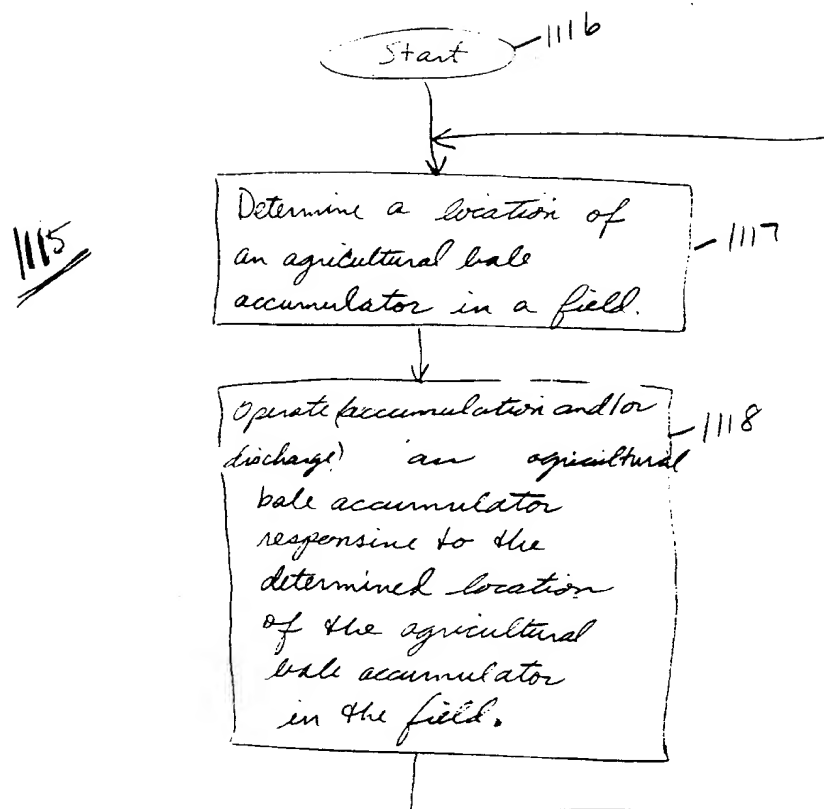 Start
1116
1115
Determine a location of
an agricultural bale
accumulator in a field.
1117
Operate (accumulation and/or
discharge) an agricultural
bale accumulator
responsive to the
determined location
of the agricultural
bale accumulator
in the field.
1118